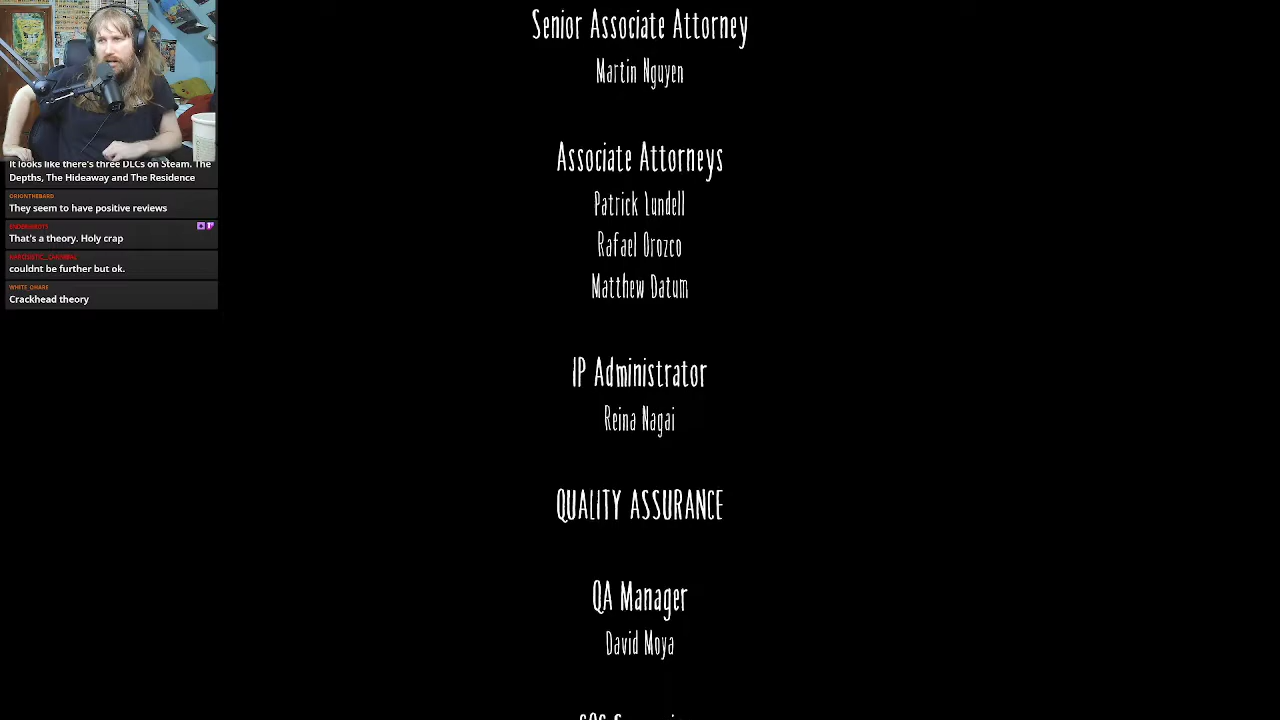 It looks like there's three DLCs on Steam. The
Depths, The Hideaway and The Residence
ORIONTHEBARD
They seem to have positive reviews
That's a theory. Holy crap
couldnt be further but ok.
WHITE_OHARE
Crackhead theory
Senior Associate Attorney
Martin Nguyen
Associate Attorneys
Patrick Lundell
Rafael Orozco
Matthew Datum
IP Administrator
Reina Nagai
QUALITY ASSURANCE
QA Manager
David Moya